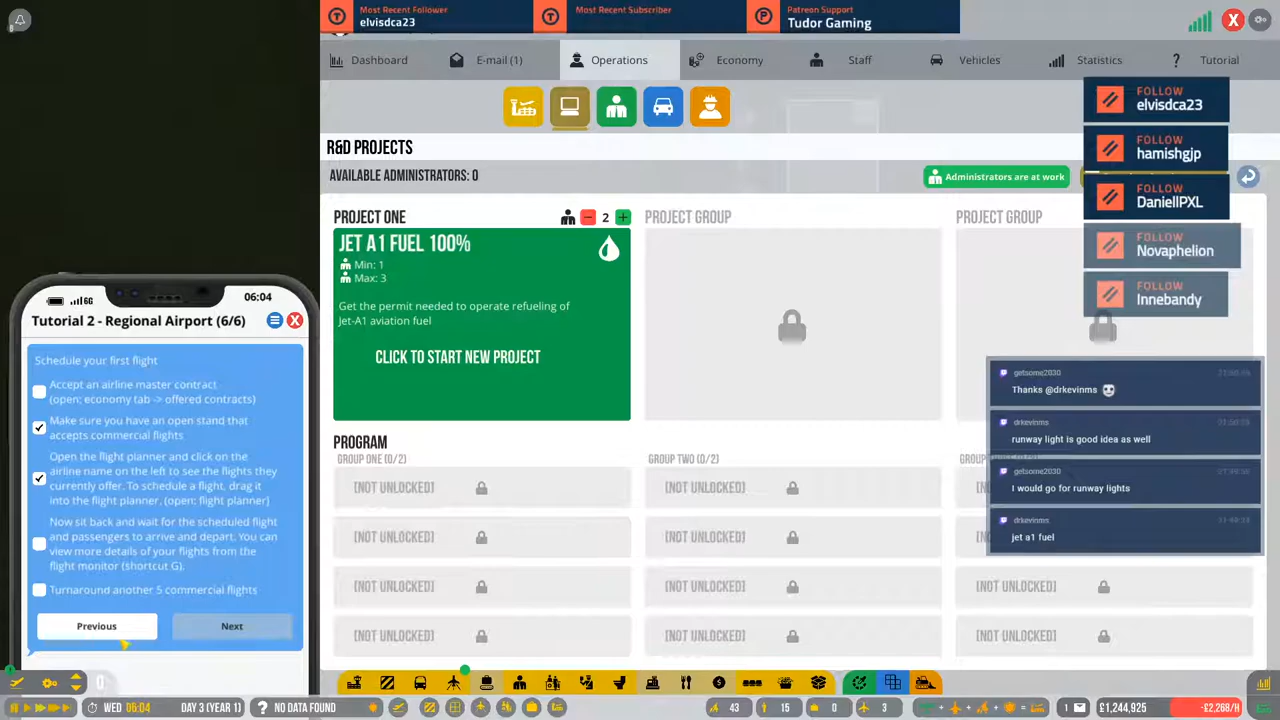 Most Recent Follower
elvisdca23
Most Recent Subscriber
Patreon Support
Tudor Gaming
Dashboard
E-mail (1)
Operations
Economy
Staff
Vehicles
Statistics
Tutorial
FOLLOW
elvisdca23
FOLLOW
hamishgjp
FOLLOW
DaniellPXL
FOLLOW
Novaphelion
FOLLOW
Innebandy
R&D PROJECTS
AVAILABLE ADMINISTRATORS: 0
Administrators are at work
PROJECT ONE
2
PROJECT GROUP
PROJECT GROUP
JET A1 FUEL 100%
Min: 1
Max: 3
Get the permit needed to operate refueling of
Jet-A1 aviation fuel
CLICK TO START NEW PROJECT
PROGRAM
GROUP ONE (0/2)
GROUP TWO (0/2)
[NOT UNLOCKED]
[NOT UNLOCKED]
[NOT UNLOCKED]
[NOT UNLOCKED]
[NOT UNLOCKED]
[NOT UNLOCKED]
[NOT UNLOCKED]
[NOT UNLOCKED]
[NOT UNLOCKED]
[NOT UNLOCKED]
getsome2030
Thanks @drkevinms
drkevinms
runway light is good idea as well
getsome2030
I would go for runway lights
drkevinms
jet a1 fuel
6G
06:04
Tutorial 2 - Regional Airport (6/6)
Schedule your first flight
Accept an airline master contract
(open: economy tab -> offered contracts)
Make sure you have an open stand that
accepts commercial flights
Open the flight planner and click on the
airline name on the left to see the flights they
currently offer. To schedule a flight, drag it
into the flight planner. (open: flight planner)
Now sit back and wait for the scheduled flight
and passengers to arrive and depart. You can
view more details of your flights from the
flight monitor (shortcut G).
Turnaround another 5 commercial flights
Previous
Next
WED 06:04
DAY 3 (YEAR 1)
? NO DATA FOUND
43
15
0
3
1
£1,244,925
-£2,268/H